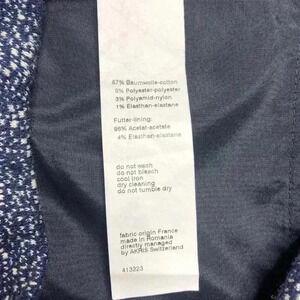 87% Baumwolle-cotton
8% Polyester-polyester
3% Polyamid-nylon
1% Elasthan-elastane
Futter-lining:
96% Acetat-acetate
4% Elasthan-elastane
do not wash
do not bleach
cool iron
dry cleaning
do not tumble dry
fabric origin France
made in Romania
directly managed
by AKRIS Switzerland
413223